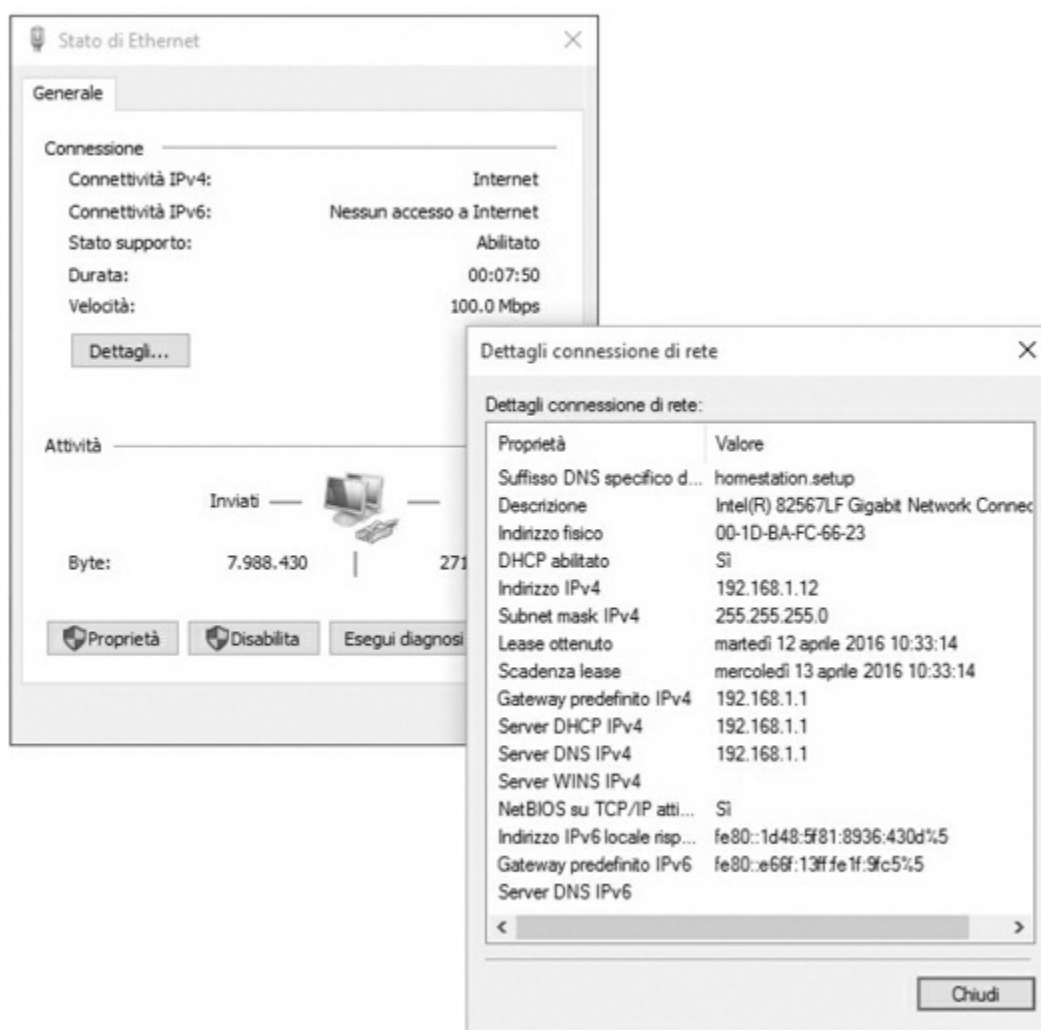 Stato di Ethernet
Generale
Connessione
Connettività IPv4: Internet
Connettività IPv6: Nessun accesso a Internet
Stato supporto: Abilitato
Durata: 00:07:50
Velocità: 100.0 Mbps
Dettagli...
Attività
Inviati
Byte: 7.988.430 271
Proprietà Disabilita Esegui diagnosi
Dettagli connessione di rete
Dettagli connessione di rete:
Proprietà Valore
Suffisso DNS specifico d... homestation.setup
Descrizione Intel(R) 82567LF Gigabit Network Connec
Indirizzo fisico 00-1D-BA-FC-66-23
DHCP abilitato Sì
Indirizzo IPv4 192.168.1.12
Subnet mask IPv4 255.255.255.0
Lease ottenuto martedì 12 aprile 2016 10:33:14
Scadenza lease mercoledì 13 aprile 2016 10:33:14
Gateway predefinito IPv4 192.168.1.1
Server DHCP IPv4 192.168.1.1
Server DNS IPv4 192.168.1.1
Server WINS IPv4
NetBIOS su TCP/IP atti... Sì
Indirizzo IPv6 locale risp... fe80::1d48:5f81:8936:430d%5
Gateway predefinito IPv6 fe80::e66f:13ff:fe1f:9fc5%5
Server DNS IPv6
Chiudi